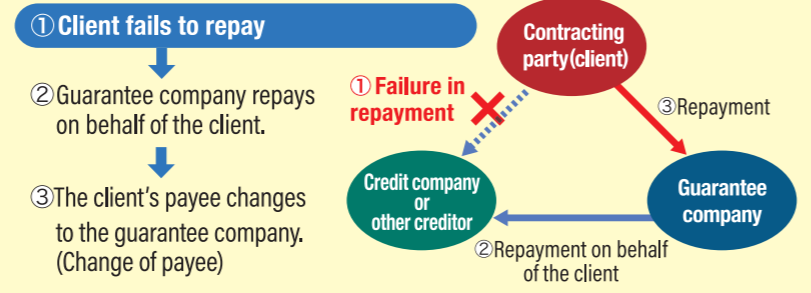 ①Client fails to repay
②Guarantee company repays
on behalf of the client.
③The client’s payee changes
to the guarantee company.
(Change of payee)
Contracting
party(client)
① Failure in
repayment
③Repayment
Credit company
or
other creditor
Guarantee
company
②Repayment on behalf
of the client